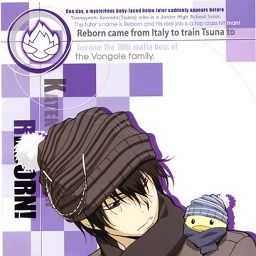 One day, a mysterious baby-faced home tutor suddenly appears before
Tsunayoshi Sawada(Tsuna) who is a Junior High School loser.
The tutor's name is Reborn and his real job is a top class hitman!
Reborn came from Italy to train Tsuna to
become the 10th mafia boss of
the Vongole family.
REBORN!